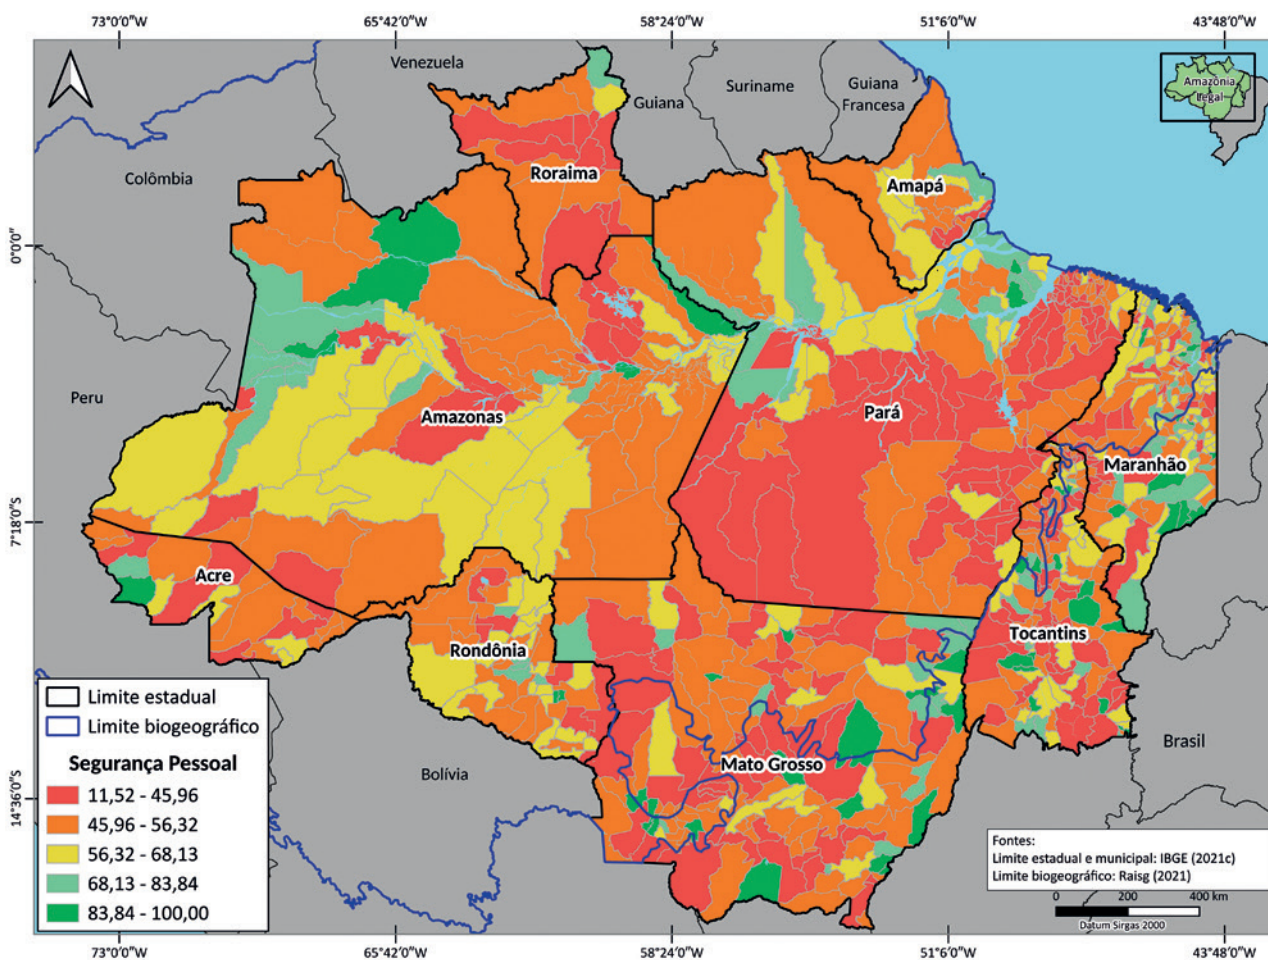 73°0'0"W
65°42'0"W
58°24'0"W
51°6'0"W
43°48'0"W
Venezuela
Suriname
Guiana
Guiana
Francesa
Amazônia
Legal
Colômbia
Roraima
Amapá
0°0'0"
Peru
Amazonas
Pará
Maranhão
7°18'0"S
Acre
Rondônia
Tocantins
Mato Grosso
Bolívia
Brasil
14°36'0"S
Limite estadual
Limite biogeográfico
Segurança Pessoal
11,52 - 45,96
45,96 - 56,32
56,32 - 68,13
68,13 - 83,84
83,84 - 100,00
Fontes:
Limite estadual e municipal: IBGE (2021c)
Limite biogeográfico: Raisg (2021)
0 200 400 km
Datum Sirgas 2000
73°0'0"W
65°42'0"W
58°24'0"W
51°6'0"W
43°48'0"W